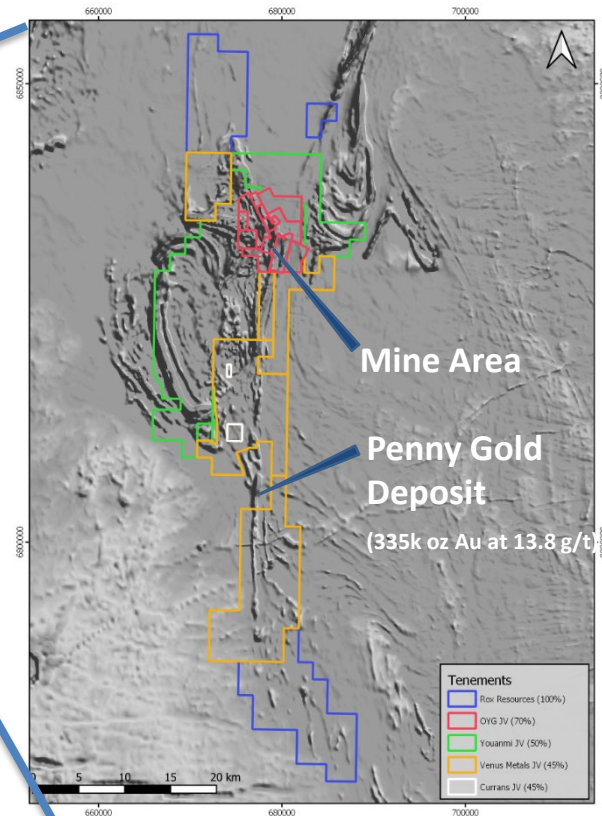 660000
680000
700000
6850000
Mine Area
Penny Gold
Deposit
(335k oz Au at 13.8 g/t)
6800000
Tenements
Rox Resources (100%)
OYG JV (70%)
Youanmi JV (50%)
Venus Metals JV (45%)
Currans JV (45%)
0 5 10 15 20 km
660000
680000
700000